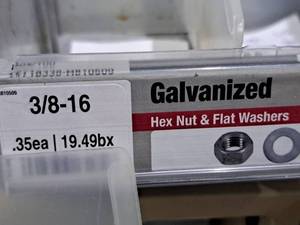 3/8-16
.35ea | 19.49bx
Galvanized
Hex Nut & Flat Washers